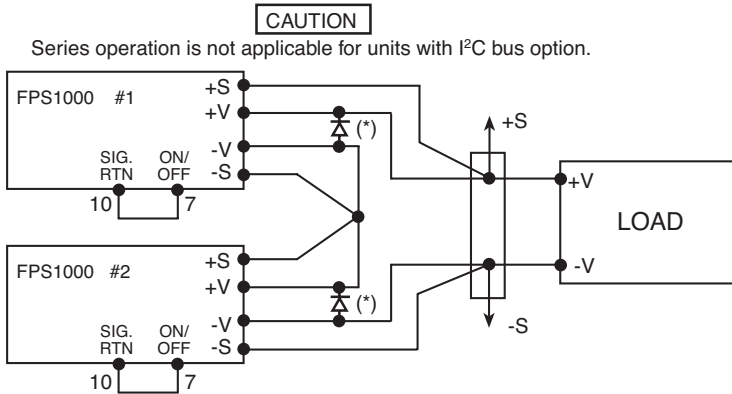 CAUTION
Series operation is not applicable for units with I²C bus option.
FPS1000 #1
+S
+V
-V
-S
SIG.
RTN
ON/
OFF
10
7
(*)
+S
+V
LOAD
-V
-S
FPS1000 #2
+S
+V
-V
-S
SIG.
RTN
ON/
OFF
10
7
(*)